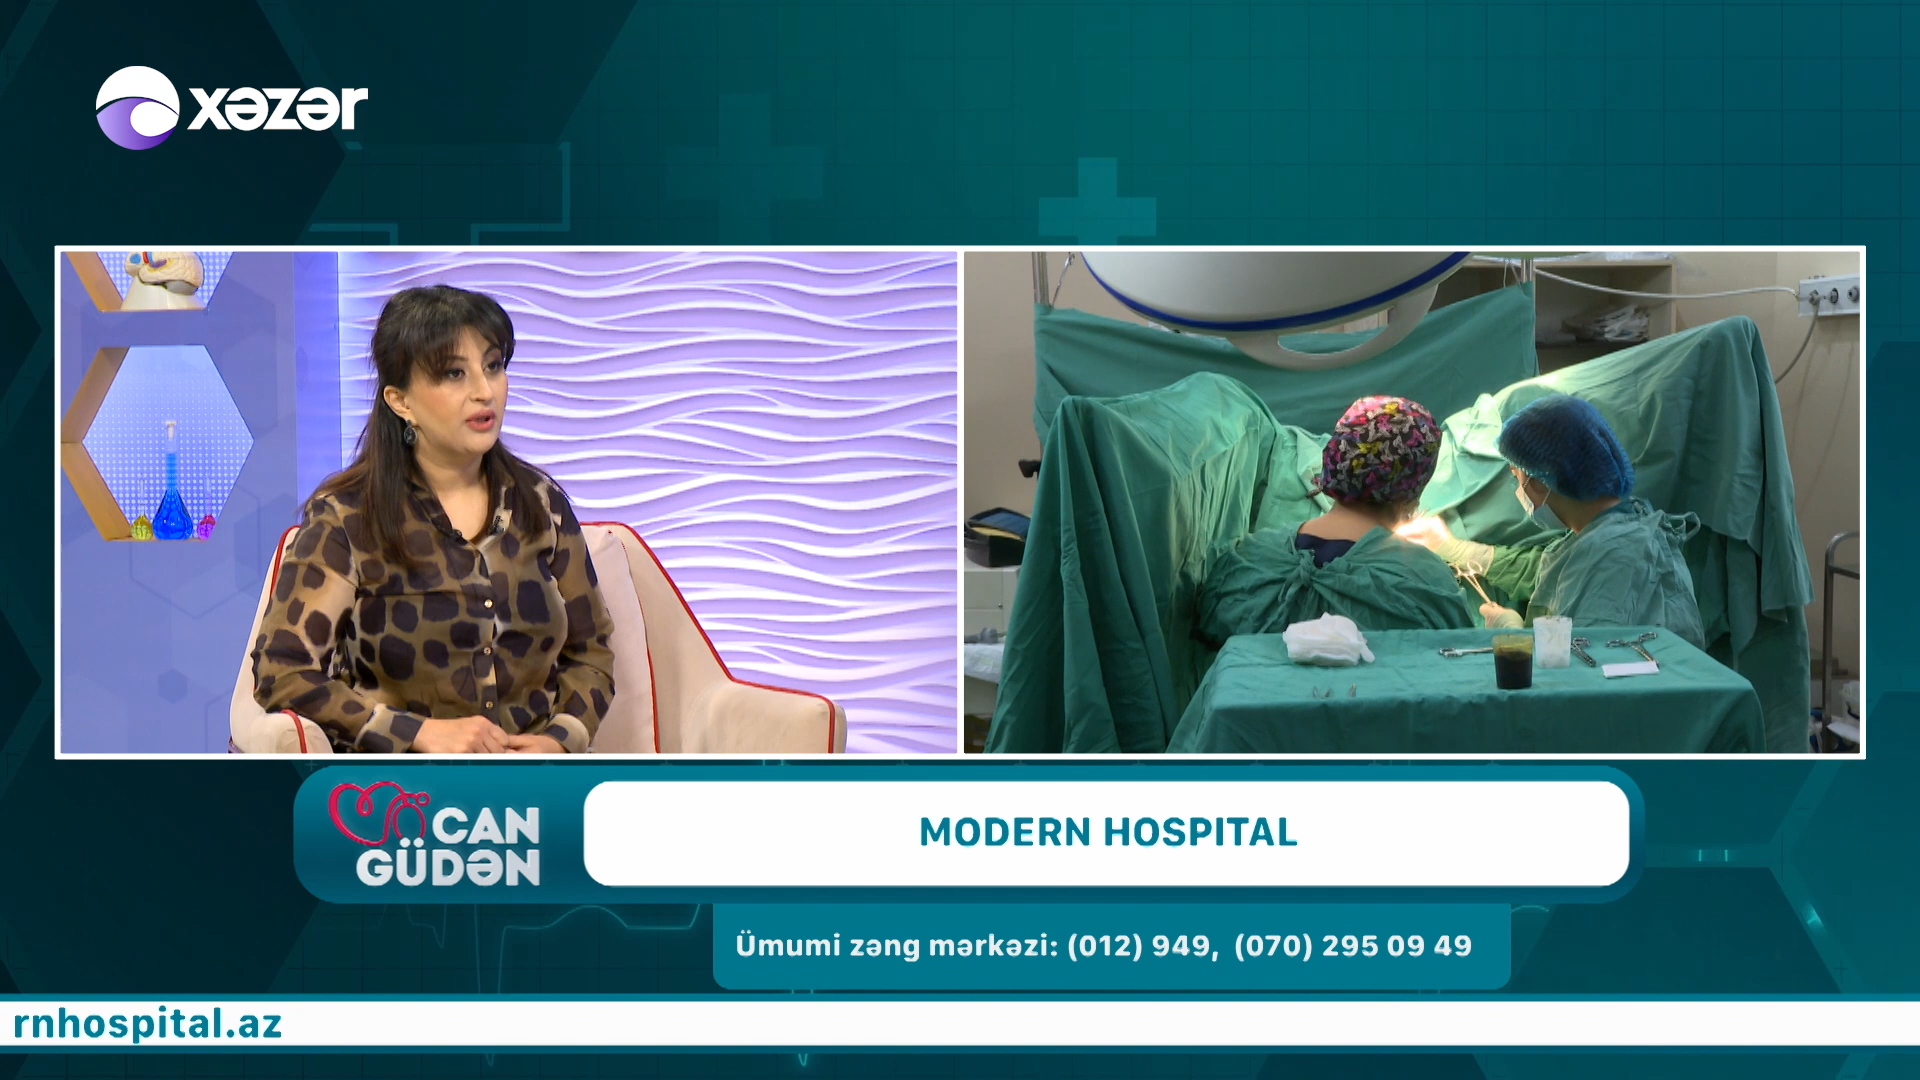 xəzər
CAN
GÜDƏN
MODERN HOSPITAL
Ümumi zəng mərkəzi: (012) 949, (070) 295 09 49
rnhospital.az